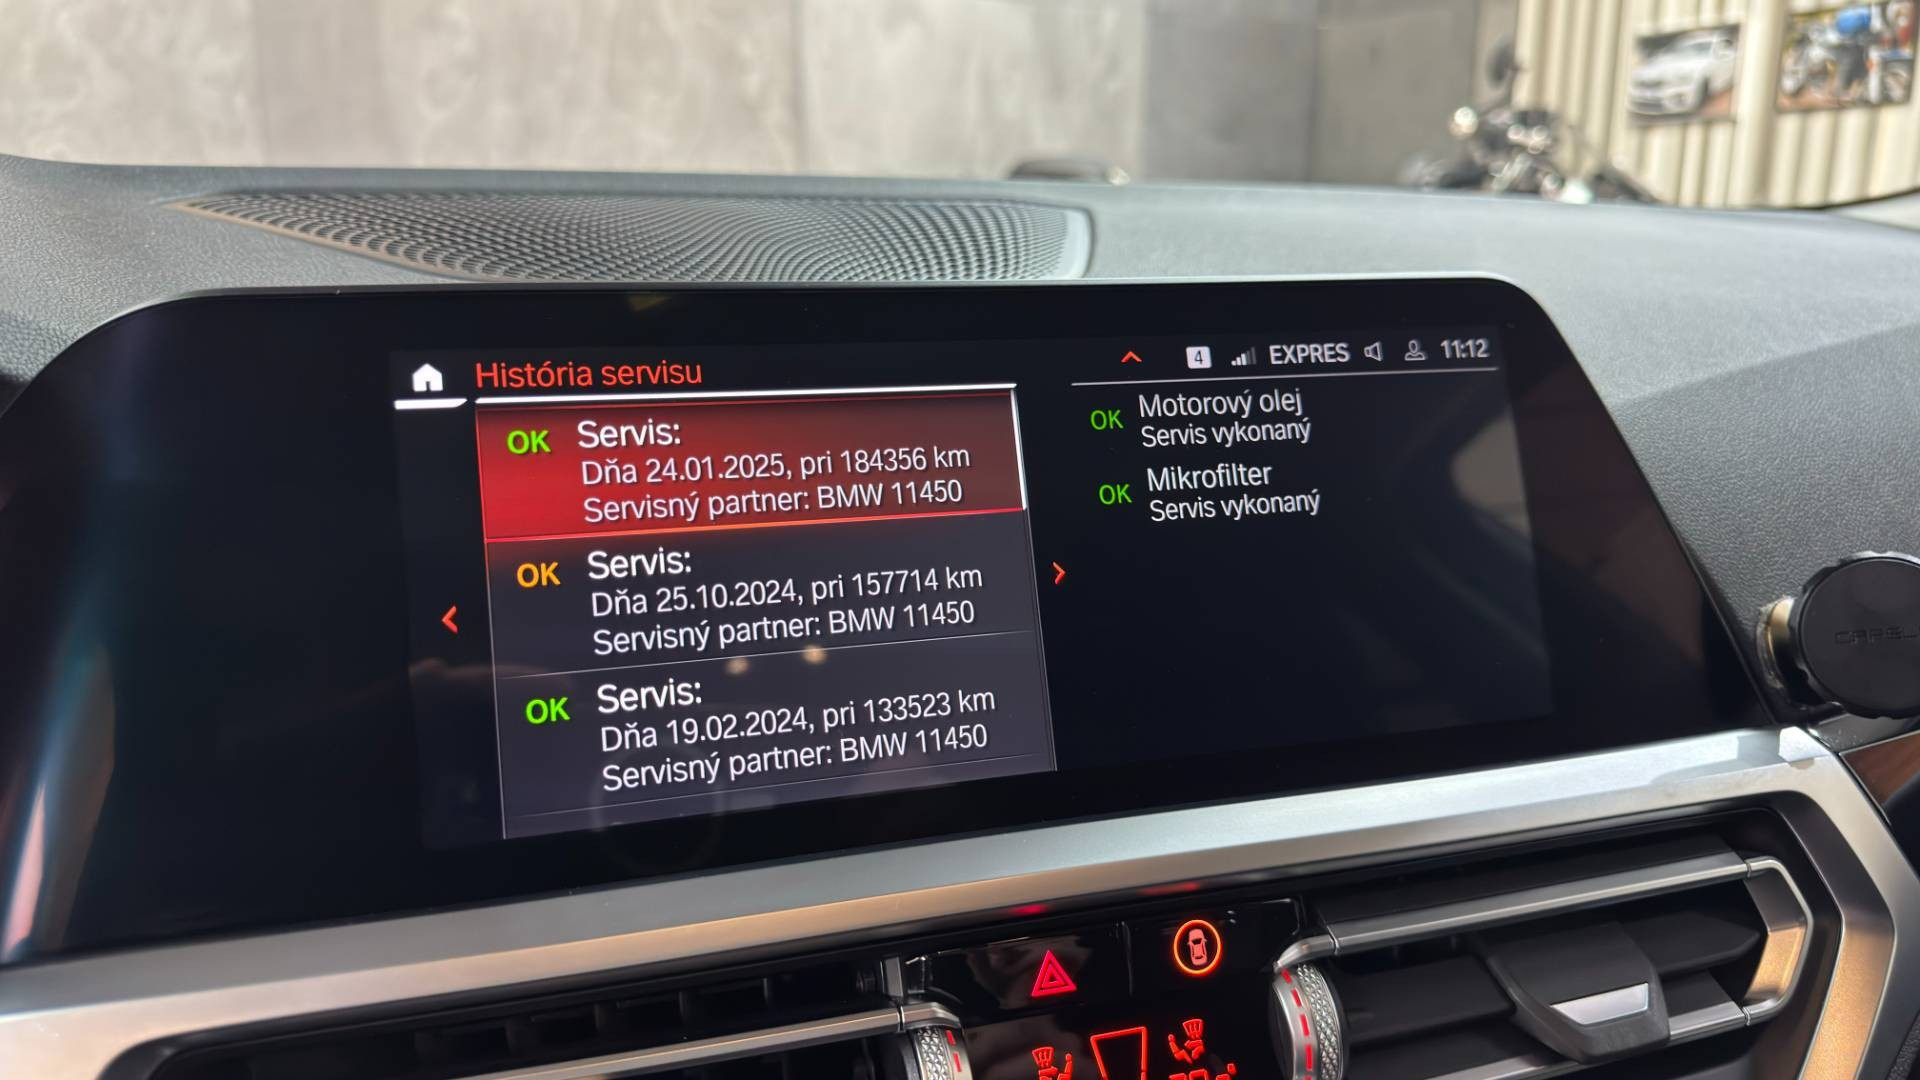 História servisu
4 EXPRES 11:12
OK Servis:
Dňa 24.01.2025, pri 184356 km
Servisný partner: BMW 11450
OK Servis:
Dňa 25.10.2024, pri 157714 km
Servisný partner: BMW 11450
OK Servis:
Dňa 19.02.2024, pri 133523 km
Servisný partner: BMW 11450
OK Motorový olej
Servis vykonaný
OK Mikrofilter
Servis vykonaný